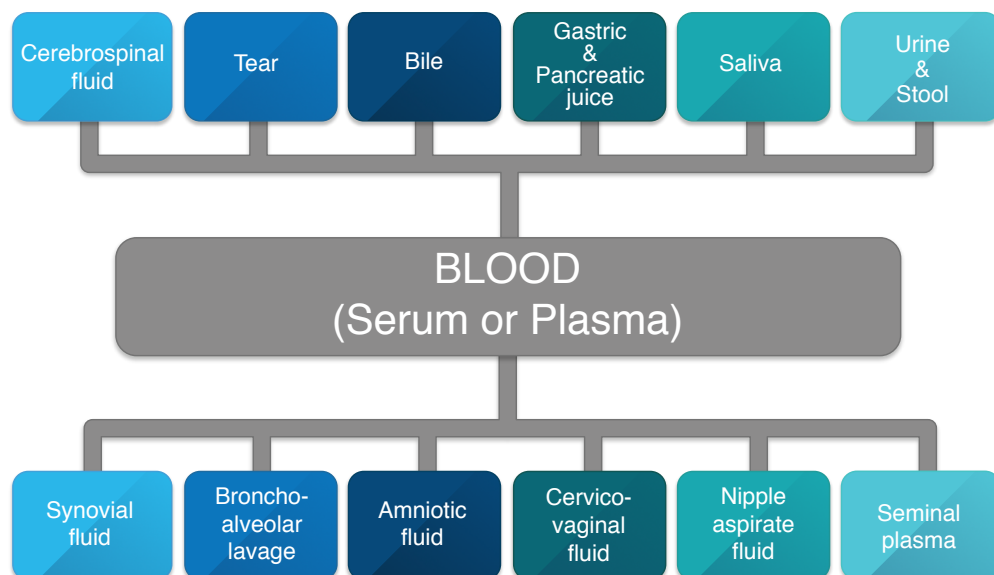 Cerebrospinal
fluid
Tear
Bile
Gastric
&
Pancreatic
juice
Saliva
Urine
&
Stool
BLOOD
(Serum or Plasma)
Synovial
fluid
Broncho-
alveolar
lavage
Amniotic
fluid
Cervico-
vaginal
fluid
Nipple
aspirate
fluid
Seminal
plasma